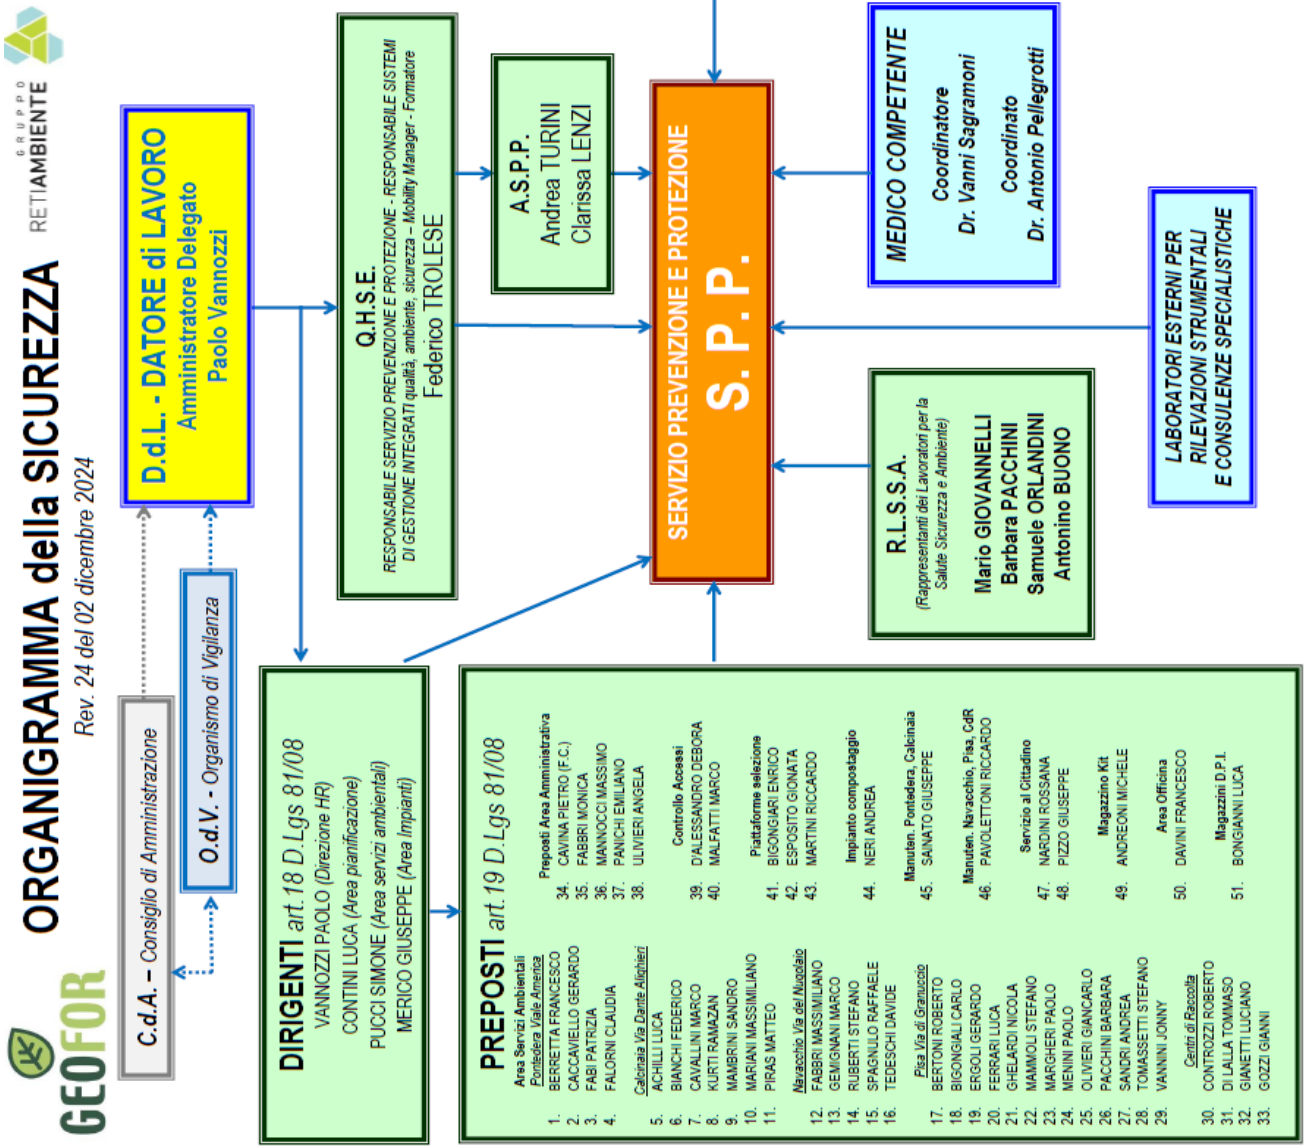 GEOFOR
ORGANIGRAMMA della SICUREZZA
Rev. 24 del 02 dicembre 2024
GRUPPO
RETIAMBIENTE
C.d.A. – Consiglio di Amministrazione
O.d.V. - Organismo di Vigilanza
D.d.L. - DATORE di LAVORO
Amministratore Delegato
Paolo Vannozzi
DIRIGENTI art.18 D.Lgs 81/08
VANNOZZI PAOLO (Direzione HR)
CONTINI LUCA (Area pianificazione)
PUCCI SIMONE (Area servizi ambientali)
MERICO GIUSEPPE (Area Impianti)
Q.H.S.E.
RESPONSABILE SERVIZIO PREVENZIONE E PROTEZIONE - RESPONSABILE SISTEMI
DI GESTIONE INTEGRATI qualità, ambiente, sicurezza – Mobility Manager - Formatore
Federico TROLESE
A.S.P.P.
Andrea TURINI
Clarissa LENZI
PREPOSTI art.19 D.Lgs 81/08
Area Servizi Ambientali
Pontedera Viale America
1. BERRETTA FRANCESCO
2. CACCAVIELLO GERARDO
3. FABI PATRIZIA
4. FALORNI CLAUDIA
Calcinaia Via Dante Alighieri
5. ACHILLI LUCA
6. BIANCHI FEDERICO
7. CAVALLINI MARCO
8. KURTI RAMAZAN
9. MAMBRINI SANDRO
10. MARIANI MASSIMILIANO
11. PIRAS MATTEO
Navacchio Via del Nugolaio
12. FABBRI MASSIMILIANO
13. GEMIGNANI MARCO
14. RUBERTI STEFANO
15. SPAGNULO RAFFAELE
16. TEDESCHI DAVIDE
Pisa Via di Granuccio
17. BERTONI ROBERTO
18. BIGONGIALI CARLO
19. ERGOLI GERARDO
20. FERRARI LUCA
21. GHELARDI NICOLA
22. MAMMOLI STEFANO
23. MARGHERI PAOLO
24. MENINI PAOLO
25. OLIVIERI GIANCARLO
26. PACCHINI BARBARA
27. SANDRI ANDREA
28. TOMASSETTI STEFANO
29. VANNINI JONNY
Centri di Raccolta
30. CONTROZZI ROBERTO
31. DI LALLA TOMMASO
32. GIANETTI LUCIANO
33. GOZZI GIANNI
Preposti Area Amministrativa
34. CAVINA PIETRO (F.C.)
35. FABBRI MONICA
36. MANNOCCI MASSIMO
37. PANICHI EMILIANO
38. ULIVIERI ANGELA
Controllo Accessi
39. D'ALESSANDRO DEBORA
40. MALFATTI MARCO
Piattaforme selezione
41. BIGONGIARI ENRICO
42. ESPOSITO GIONATA
43. MARTINI RICCARDO
Impianto compostaggio
44. NERI ANDREA
Manuten. Pontedera, Calcinaia
45. SAINATO GIUSEPPE
Manuten. Navacchio, Pisa, CdR
46. PAVOLETTONI RICCARDO
Servizio al Cittadino
47. NARDINI ROSSANA
48. PIZZO GIUSEPPE
Magazzino Kit
49. ANDREONI MICHELE
Area Officina
50. DAVINI FRANCESCO
Magazzini D.P.I.
51. BONGIANNI LUCA
SERVIZIO PREVENZIONE E PROTEZIONE
S. P. P.
R.L.S.S.A.
(Rappresentanti dei Lavoratori per la
Salute Sicurezza e Ambiente)
Mario GIOVANNELLI
Barbara PACCHINI
Samuele ORLANDINI
Antonino BUONO
MEDICO COMPETENTE
Coordinatore
Dr. Vanni Sagramoni
Coordinato
Dr. Antonio Pellegrotti
LABORATORI ESTERNI PER
RILEVAZIONI STRUMENTALI
E CONSULENZE SPECIALISTICHE